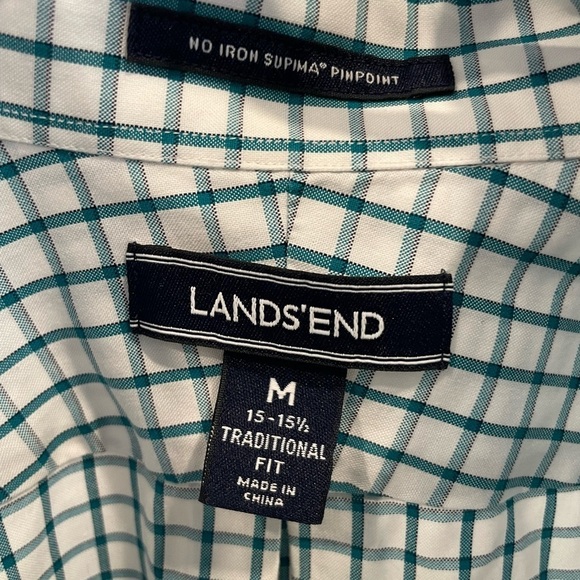 NO IRON SUPIMA® PINPOINT
LANDS'END
M
15-15½
TRADITIONAL
FIT
MADE IN
CHINA